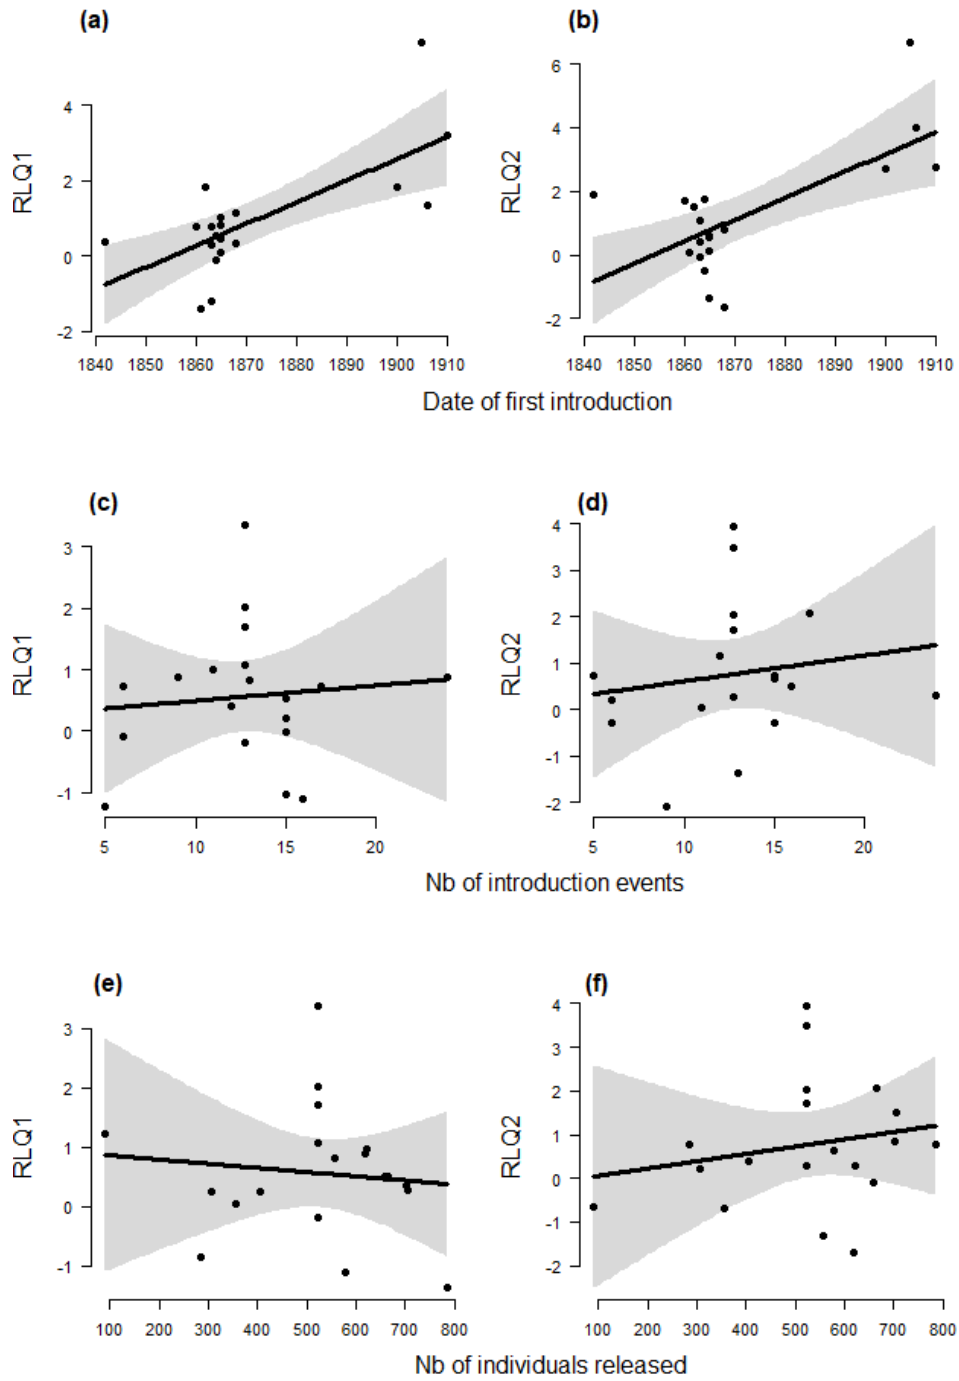 (a)
RLQ1
4
2
0
-2
1840 1850 1860 1870 1880 1890 1900 1910
(b)
RLQ2
6
4
2
0
-2
1840 1850 1860 1870 1880 1890 1900 1910
Date of first introduction
(c)
RLQ1
3
2
1
0
-1
5 10 15 20
(d)
RLQ2
4
3
2
1
0
-1
-2
5 10 15 20
Nb of introduction events
(e)
RLQ1
3
2
1
0
-1
100 200 300 400 500 600 700 800
(f)
RLQ2
4
3
2
1
0
-1
-2
100 200 300 400 500 600 700 800
Nb of individuals released